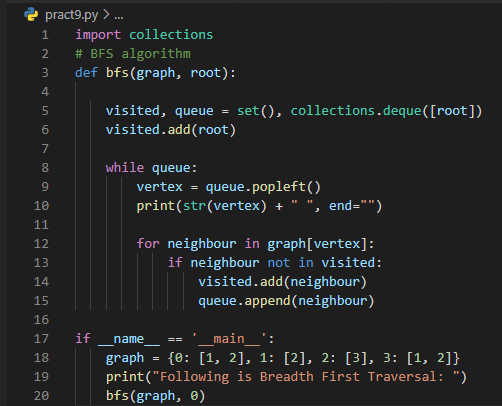 pract9.py > ...
1 import collections
2 # BFS algorithm
3 def bfs(graph, root):
4
5     visited, queue = set(), collections.deque([root])
6     visited.add(root)
7
8     while queue:
9         vertex = queue.popleft()
10         print(str(vertex) + " ", end="")
11
12         for neighbour in graph[vertex]:
13             if neighbour not in visited:
14                 visited.add(neighbour)
15                 queue.append(neighbour)
16
17 if __name__ == '__main__':
18     graph = {0: [1, 2], 1: [2], 2: [3], 3: [1, 2]}
19     print("Following is Breadth First Traversal: ")
20     bfs(graph, 0)